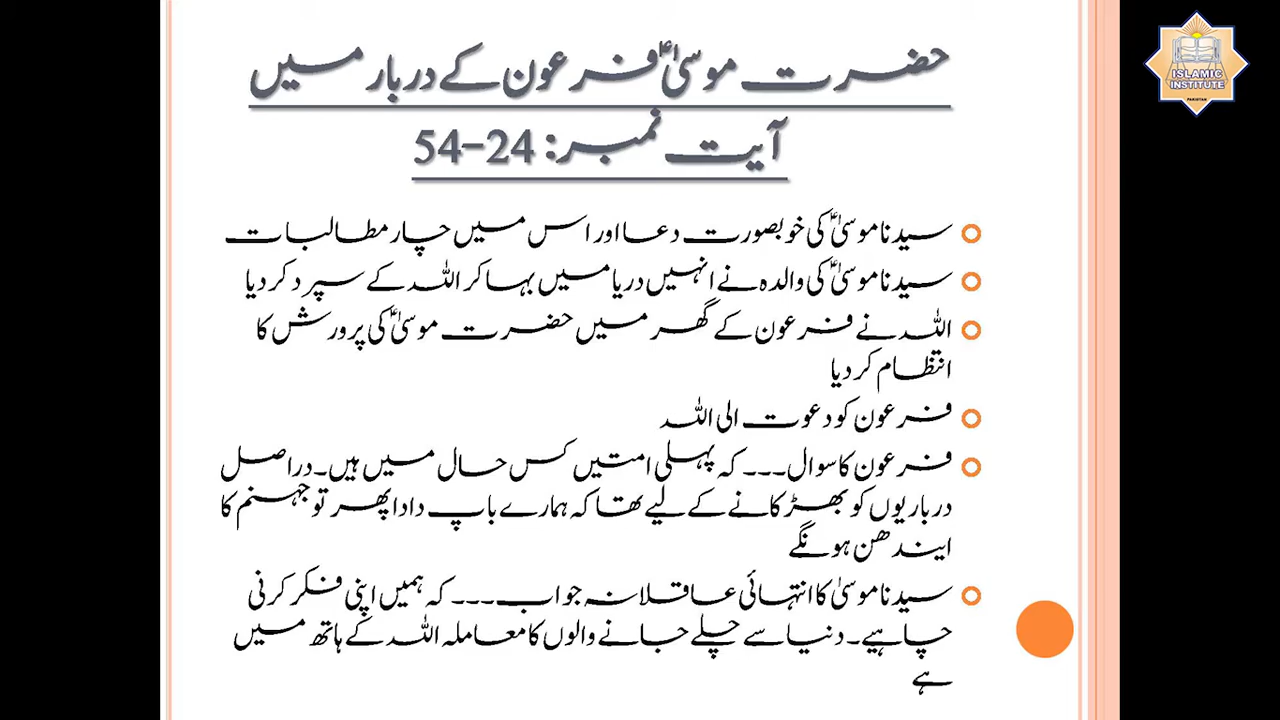 حضرت موسیٰؑ فرعون کے دربار میں
آیت نمبر: 24-54
سیدنا موسیٰؑ کی خوبصورت دعا اور اس میں چار مطالبات
سیدنا موسیٰؑ کی والدہ نے انہیں دریا میں بہا کر اللہ کے سپرد کر دیا
اللہ نے فرعون کے گھر میں حضرت موسیٰؑ کی پرورش کا
انتظام کر دیا
فرعون کو دعوت الی اللہ
فرعون کا سوال۔۔۔ کہ پہلی امتیں کس حال میں ہیں۔ دراصل
درباریوں کو بھڑکانے کے لیے تھا کہ ہمارے باپ دادا پھر تو جہنم کا
ایندھن ہونگے
سیدنا موسیٰ کا انتہائی عاقلانہ جواب۔۔۔ کہ ہمیں اپنی فکر کرنی
چاہیے۔ دنیا سے چلے جانے والوں کا معاملہ اللہ کے ہاتھ میں
ہے
ISLAMIC
INSTITUTE
PAKISTAN